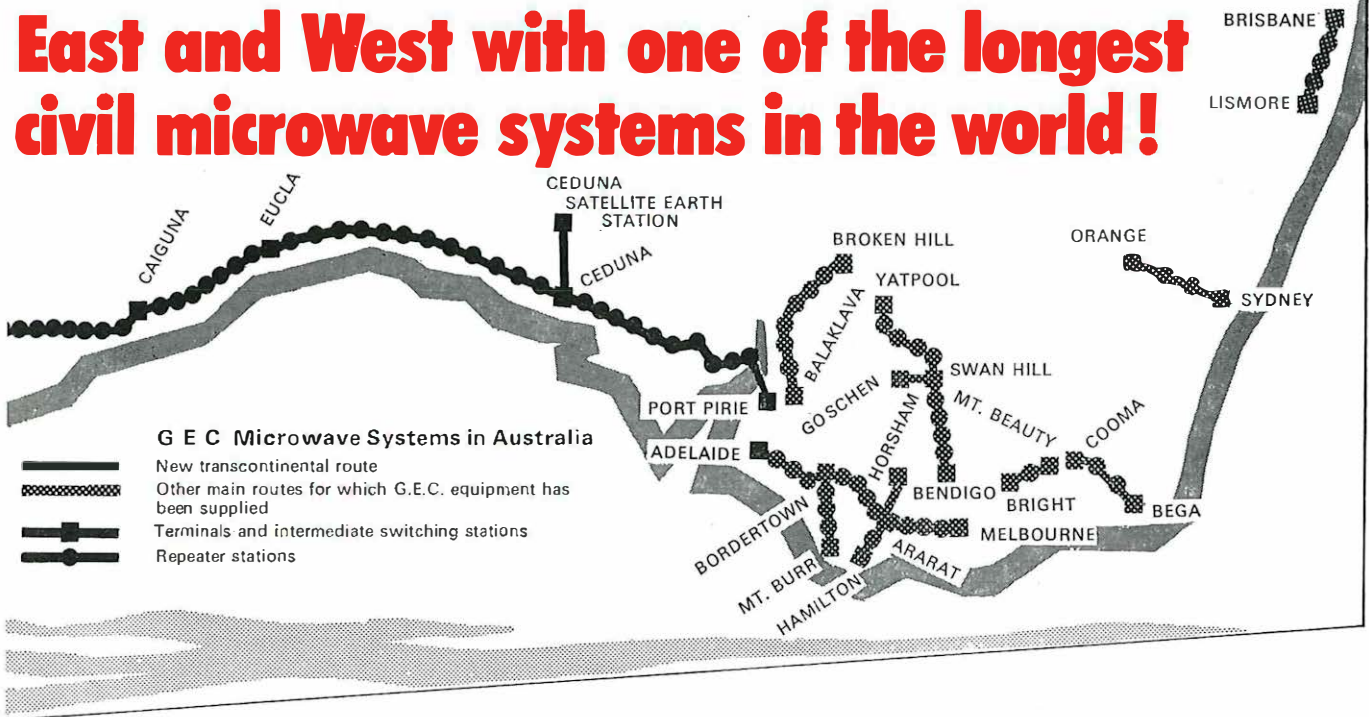 East and West with one of the longest
civil microwave systems in the world!
BRISBANE
LISMORE
CAIGUNA
EUCLA
CEDUNA
SATELLITE EARTH
STATION
CEDUNA
BROKEN HILL
YATPOOL
ORANGE
SYDNEY
BALAKLAVA
SWAN HILL
PORT PIRIE
GOSCHEN
HORSHAM
MT. BEAUTY
COOMA
ADELAIDE
BENDIGO
BRIGHT
BEGA
BORDERTOWN
MELBOURNE
ARARAT
MT. BURR
HAMILTON
G E C Microwave Systems in Australia
New transcontinental route
Other main routes for which G.E.C. equipment has
been supplied
Terminals and intermediate switching stations
Repeater stations